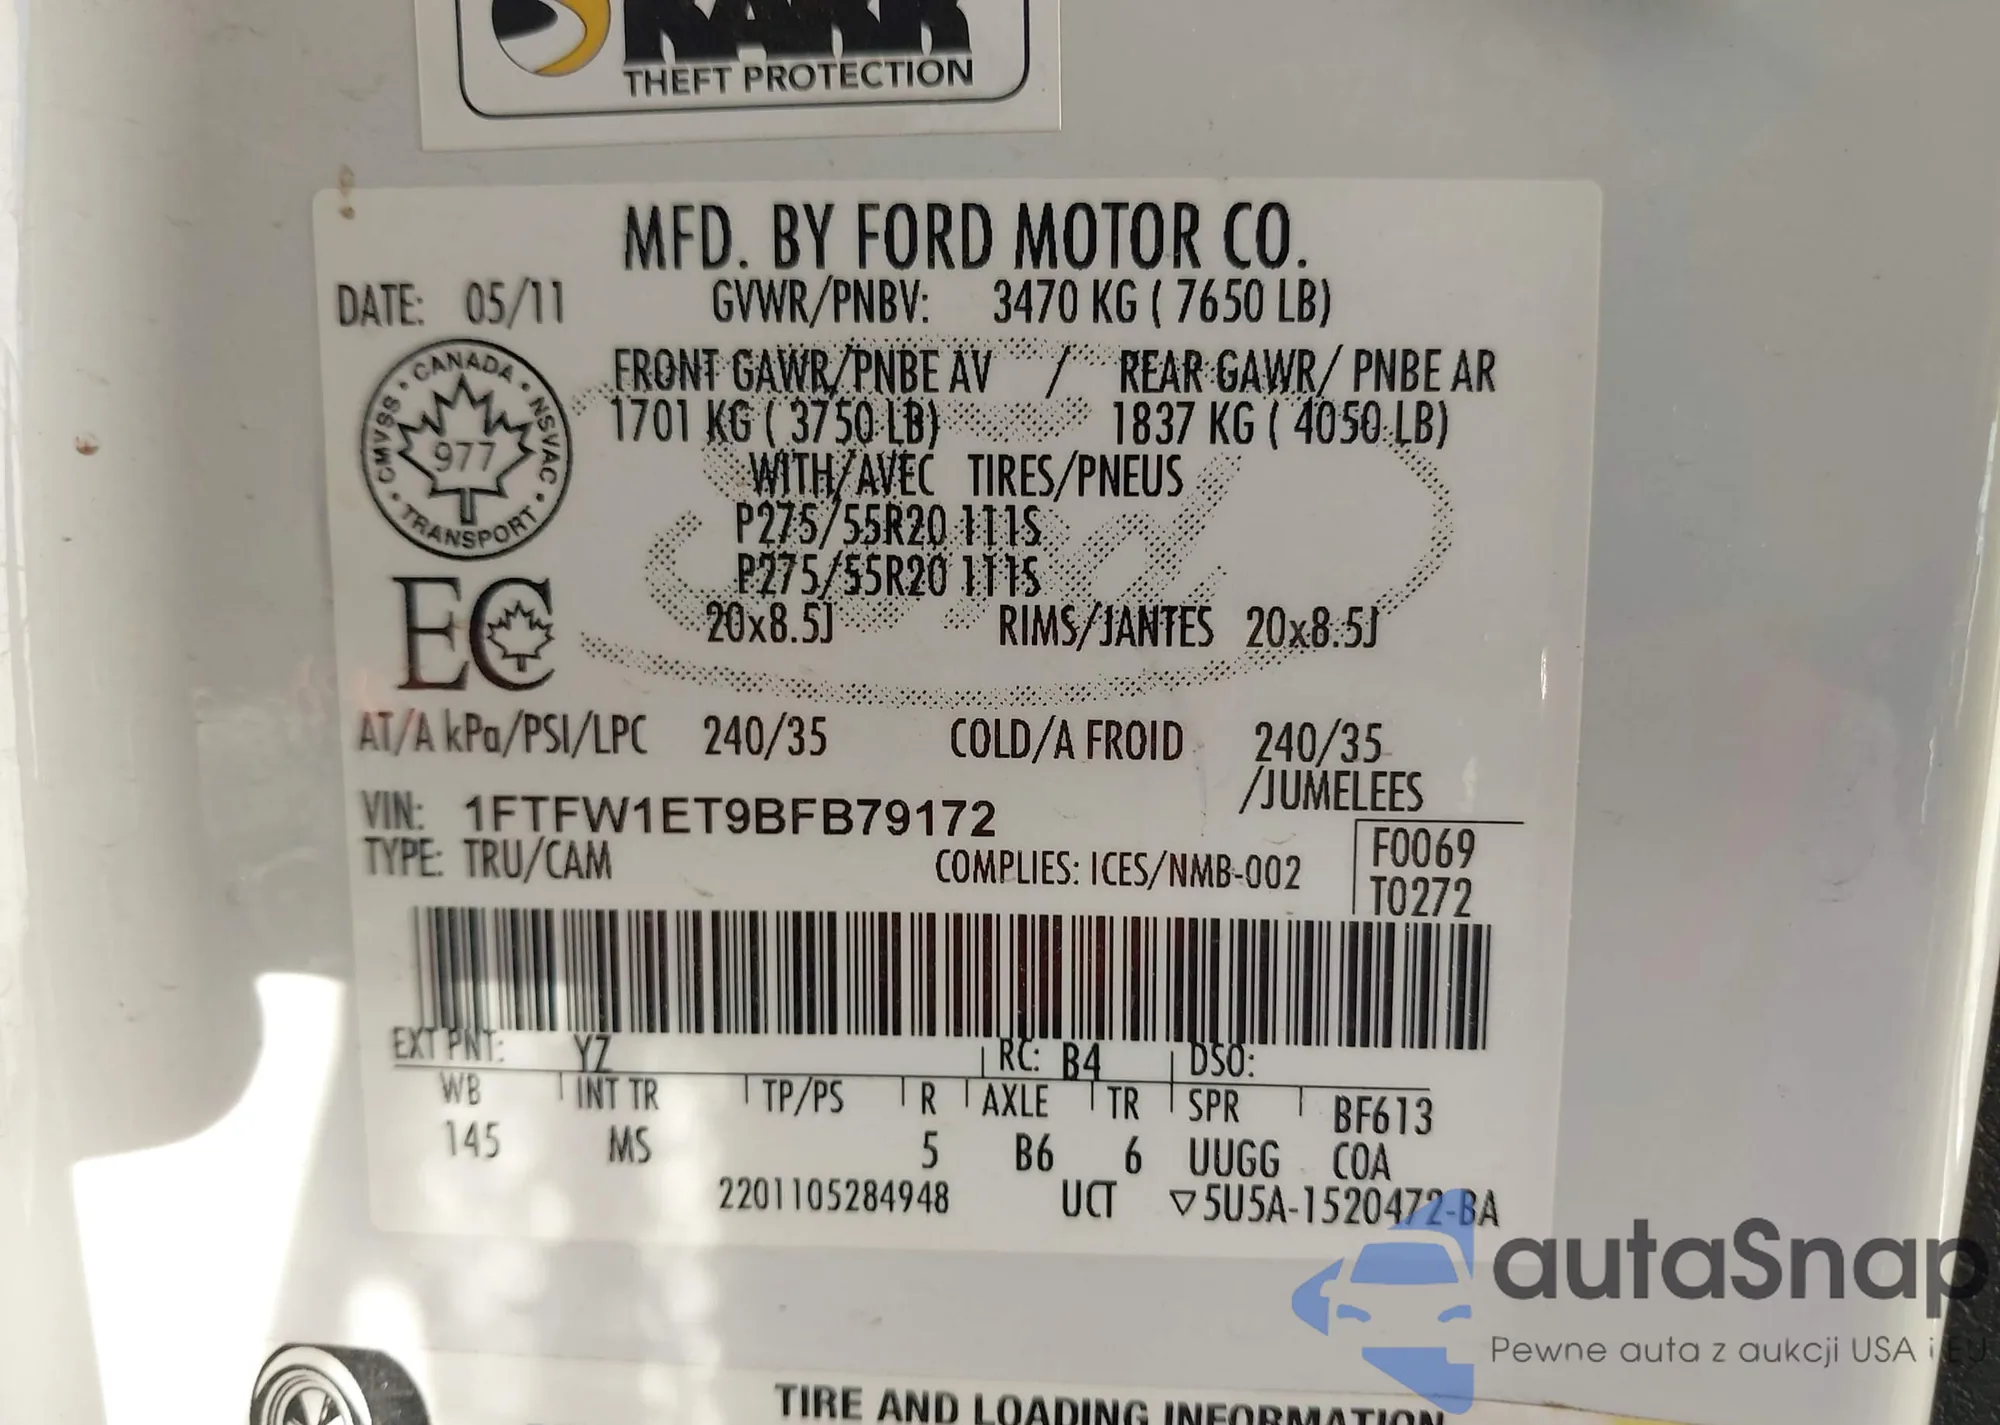 KARR
THEFT PROTECTION
MFD. BY FORD MOTOR CO.
DATE: 05/11 GVWR/PNBV: 3470 KG ( 7650 LB)
FRONT GAWR/PNBE AV / REAR GAWR/ PNBE AR
1701 KG ( 3750 LB) 1837 KG ( 4050 LB)
WITH/AVEC TIRES/PNEUS
P275/55R20 111S
P275/55R20 111S
20x8.5J RIMS/JANTES 20x8.5J
CANADA
CMVSS • NSVAC
977
TRANSPORT
EC
AT/A kPa/PSI/LPC 240/35 COLD/A FROID 240/35
/JUMELEES
VIN: 1FTFW1ET9BFB79172
F0069
TYPE: TRU/CAM COMPLIES: ICES/NMB-002
T0272
EXT PNT: YZ RC: B4 DSO:
WB INT TR TP/PS R AXLE TR SPR BF613
145 MS 5 B6 6 UUGG COA
2201105284948 UCT ▽5U5A-1520472-BA
autaSnap
Pewne auta z aukcji USA i EU
TIRE AND LOADING INFORMATION